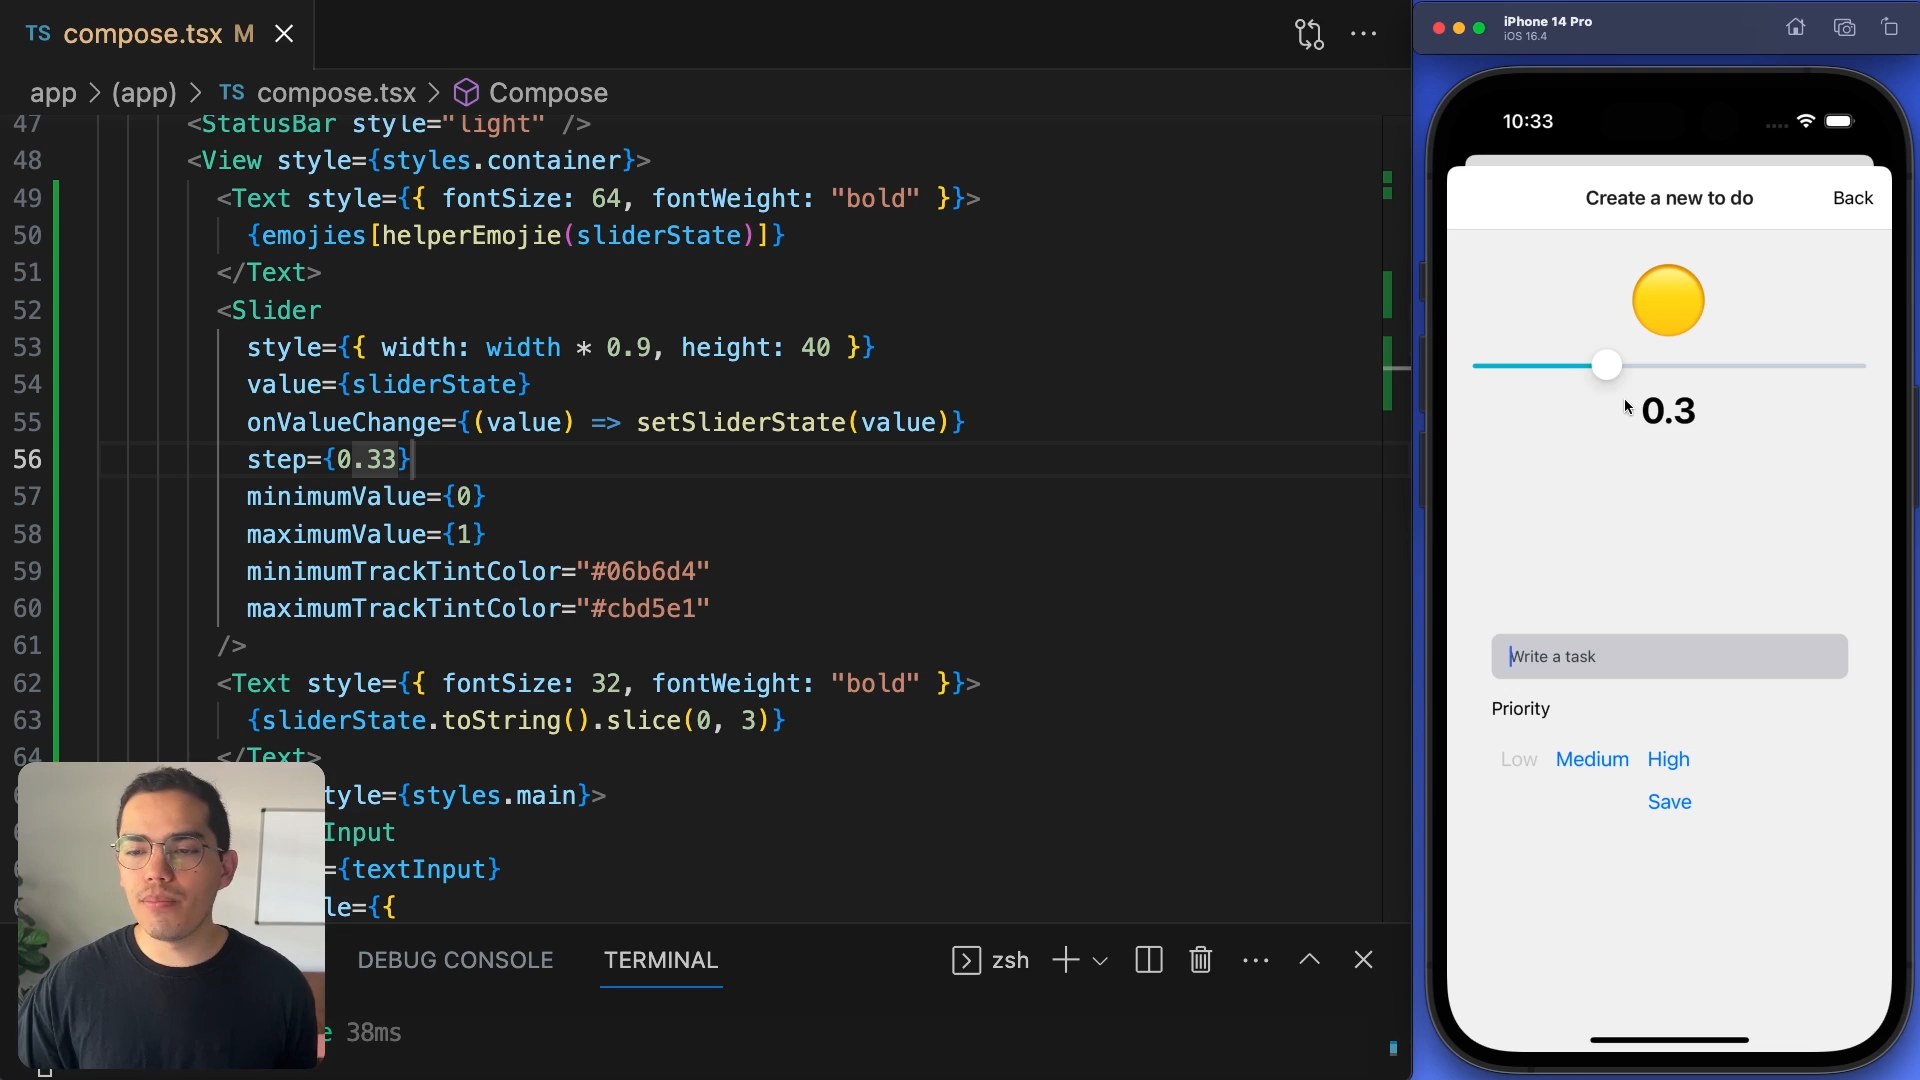 TS compose.tsx M
app > (app) > TS compose.tsx > Compose
47 <StatusBar style="light" />
48 <View style={styles.container}>
49 <Text style={{ fontSize: 64, fontWeight: "bold" }}>
50 {emojies[helperEmojie(sliderState)]}
51 </Text>
52 <Slider
53 style={{ width: width * 0.9, height: 40 }}
54 value={sliderState}
55 onValueChange={(value) => setSliderState(value)}
56 step={0.33}
57 minimumValue={0}
58 maximumValue={1}
59 minimumTrackTintColor="#06b6d4"
60 maximumTrackTintColor="#cbd5e1"
61 />
62 <Text style={{ fontSize: 32, fontWeight: "bold" }}>
63 {sliderState.toString().slice(0, 3)}
64 </Text>
tyle={styles.main}>
Input
={textInput}
le={{
DEBUG CONSOLE TERMINAL zsh
e 38ms
iPhone 14 Pro
iOS 16.4
10:33
Create a new to do Back
0.3
Write a task
Priority
Low Medium High
Save